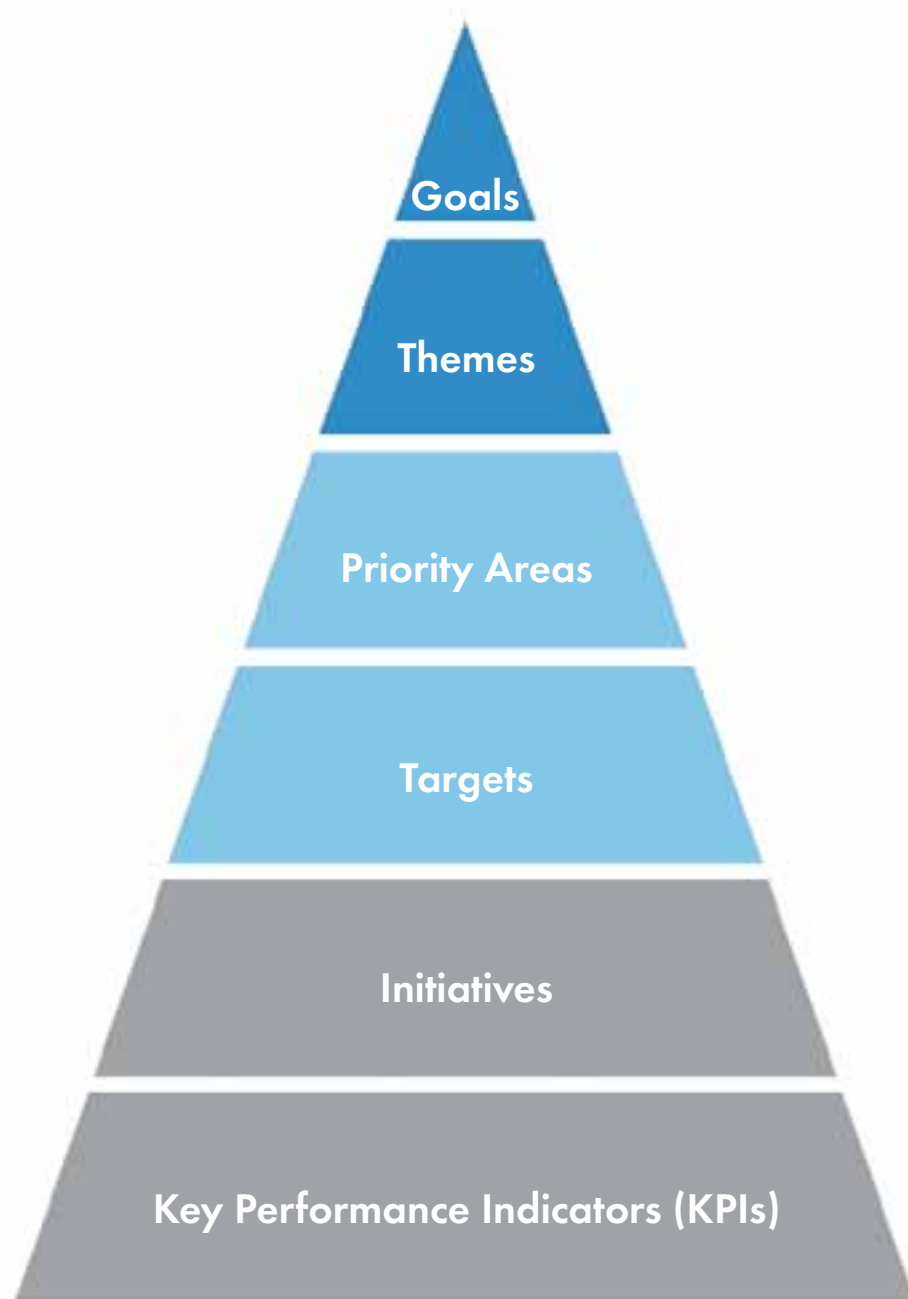 Goals
Themes
Priority Areas
Targets
Initiatives
Key Performance Indicators (KPIs)